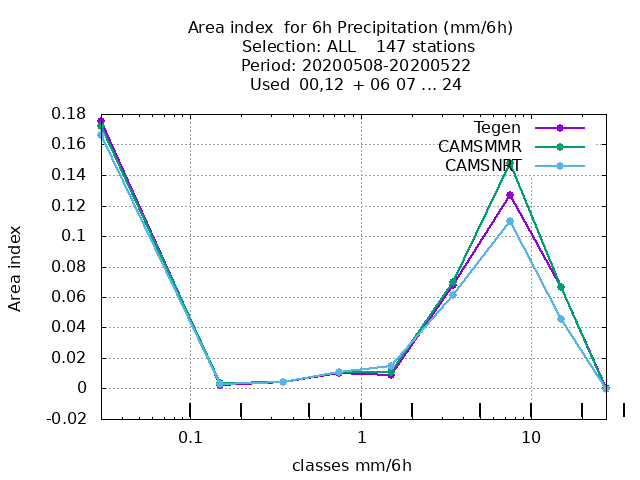 Area index  for 6h Precipitation (mm/6h)
Selection: ALL    147 stations
Period: 20200508-20200522
Used  00,12  + 06 07 ... 24
Tegen
CAMSMMR
CAMSNRT
0.18
0.16
0.14
0.12
0.1
0.08
0.06
0.04
0.02
0
-0.02
Area index
0.1
1
10
classes mm/6h